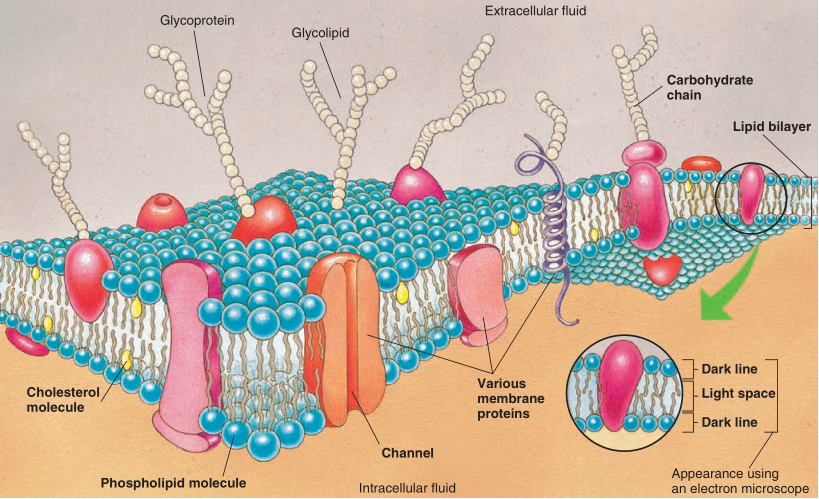 Extracellular fluid
Glycoprotein
Glycolipid
Carbohydrate
chain
Lipid bilayer
Cholesterol
molecule
Various
membrane
proteins
Dark line
Light space
Dark line
Channel
Phospholipid molecule
Intracellular fluid
Appearance using
an electron microscope